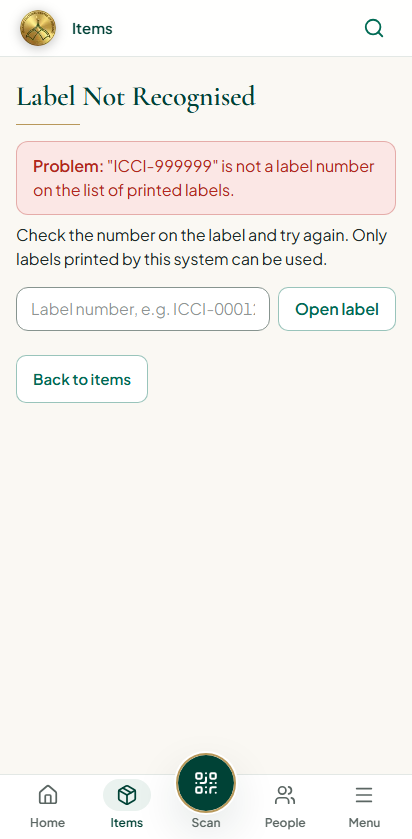 Items
Label Not Recognised
Problem: "ICCI-999999" is not a label number
on the list of printed labels.
Check the number on the label and try again. Only
labels printed by this system can be used.
Label number, e.g. ICCI-0001
Open label
Back to items
Home
Items
Scan
People
Menu